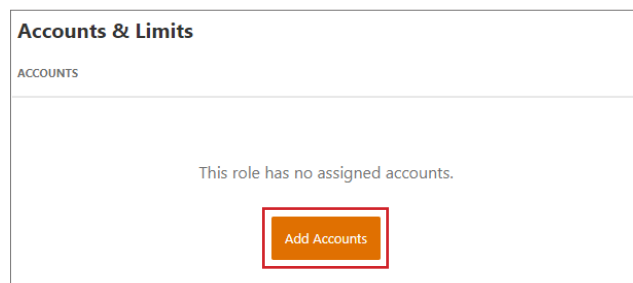 Accounts & Limits
ACCOUNTS
This role has no assigned accounts.
Add Accounts